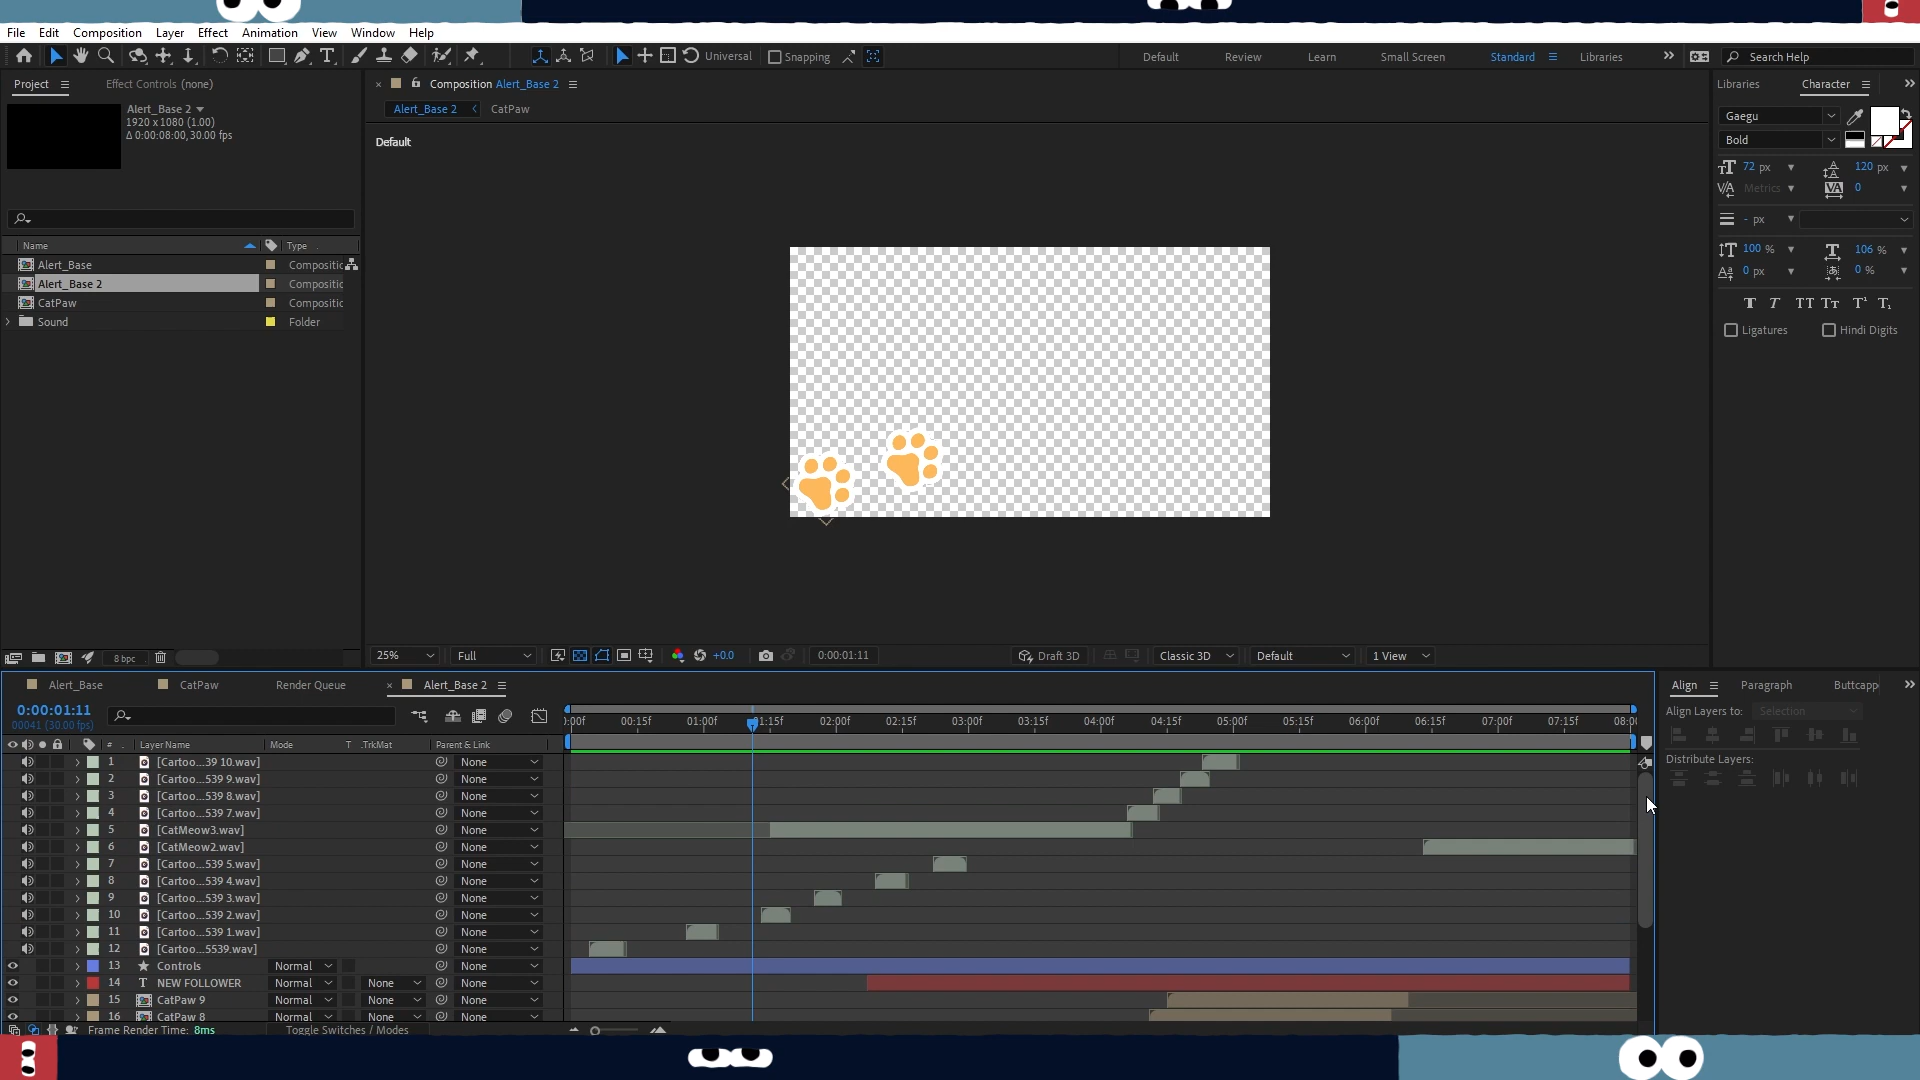 File Edit Composition Layer Effect Animation View Window Help
Universal Snapping Default Review Learn Small Screen Standard Libraries Search Help
Project Effect Controls (none)
Alert_Base 2
1920 x 1080 (1.00)
Δ 0:00:08:00, 30.00 fps
Name Type
Alert_Base Compositic
Alert_Base 2 Compositic
CatPaw Compositic
Sound Folder
8 bpc
Composition Alert_Base 2
Alert_Base 2 CatPaw
Default
25% Full +0.0 0:00:01:11 Draft 3D Classic 3D Default 1 View
Libraries Character
Gaegu
Bold
72 px 120 px
Metrics 0
- px
100 % 106 %
0 px 0 %
T T TT Tт T¹ T₁
Ligatures Hindi Digits
Alert_Base CatPaw Render Queue Alert_Base 2
0:00:01:11
00041 (30.00 fps)
):00f 00:15f 01:00f 01:15f 02:00f 02:15f 03:00f 03:15f 04:00f 04:15f 05:00f 05:15f 06:00f 06:15f 07:00f 07:15f 08:00
# Layer Name Mode T .TrkMat Parent & Link
1 [Cartoo...39 10.wav] None
2 [Cartoo...539 9.wav] None
3 [Cartoo...539 8.wav] None
4 [Cartoo...539 7.wav] None
5 [CatMeow3.wav] None
6 [CatMeow2.wav] None
7 [Cartoo...539 5.wav] None
8 [Cartoo...539 4.wav] None
9 [Cartoo...539 3.wav] None
10 [Cartoo...539 2.wav] None
11 [Cartoo...539 1.wav] None
12 [Cartoo...5539.wav] None
13 Controls Normal None
14 T NEW FOLLOWER Normal None None
15 CatPaw 9 Normal None None
16 CatPaw 8 Normal None None
Frame Render Time: 8ms Toggle Switches / Modes
Align Paragraph Buttcapp
Align Layers to: Selection
Distribute Layers: